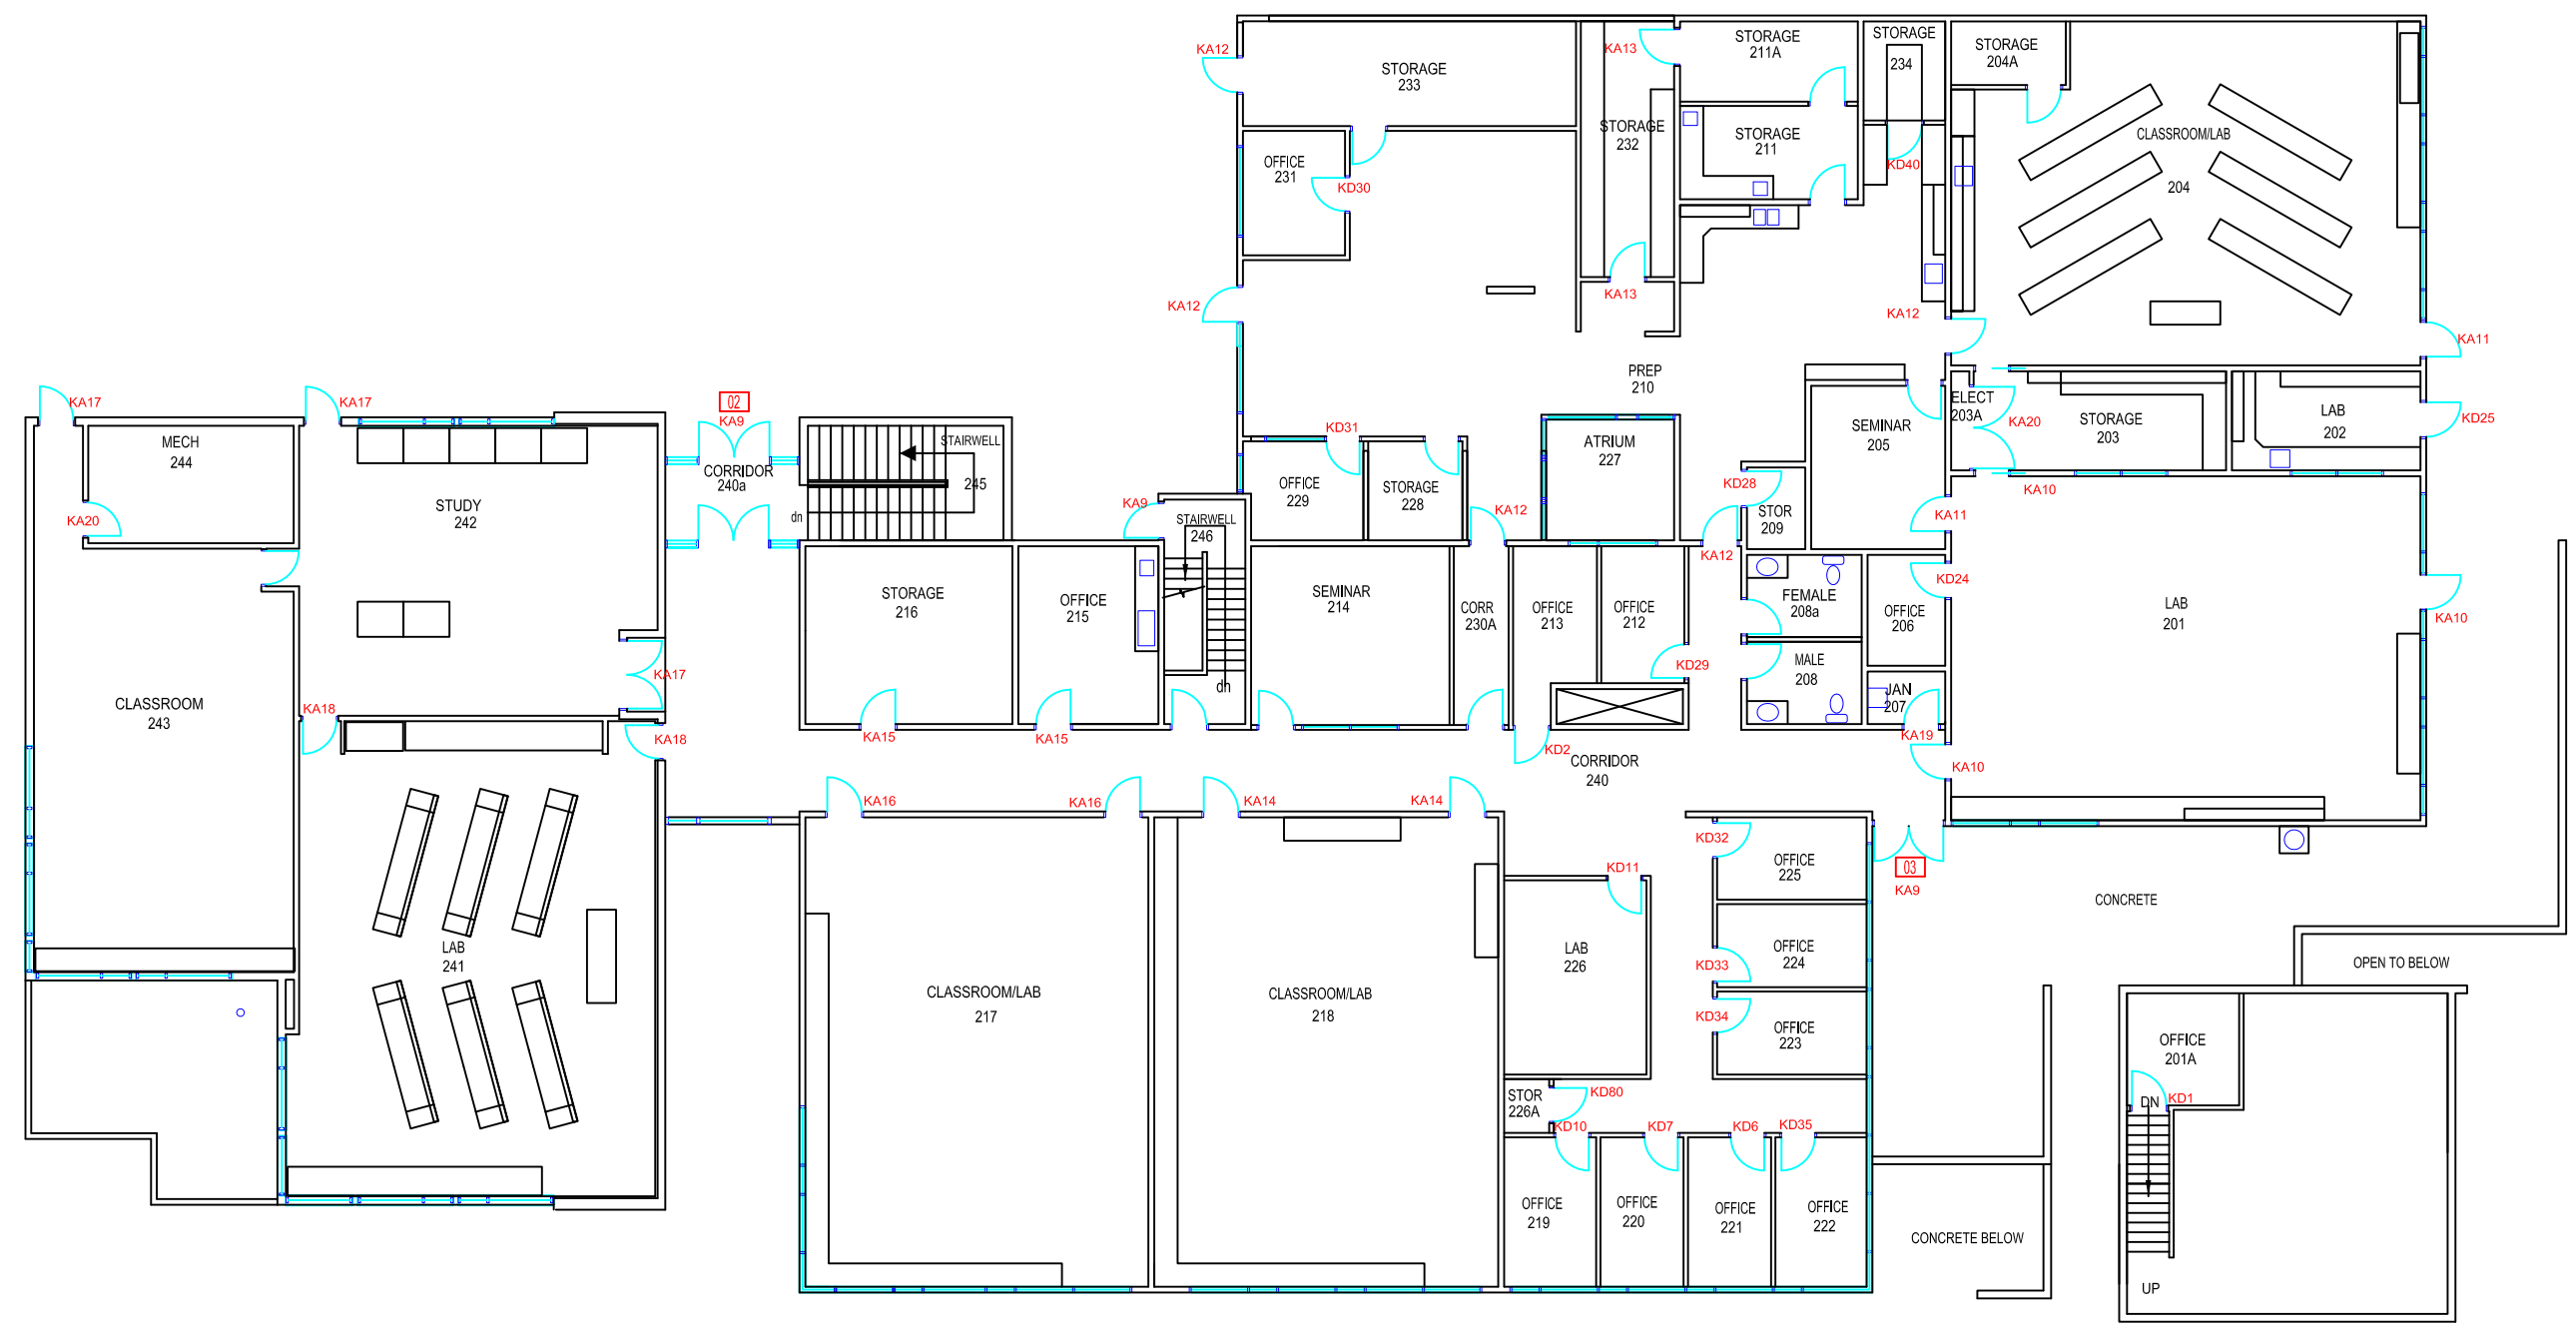 KA12
STORAGE
233
KA13
STORAGE
211A
STORAGE
234
STORAGE
204A
STORAGE
232
STORAGE
211
CLASSROOM/LAB
204
OFFICE
231
KD30
KD40
KA12
KA13
KA12
KA11
PREP
210
KA17
KA17
02
KA9
CORRIDOR
240a
STAIRWELL
245
dn
MECH
244
KA20
STUDY
242
KD31
OFFICE
229
STORAGE
228
ATRIUM
227
SEMINAR
205
ELECT
203A
KA20
STORAGE
203
LAB
202
KD25
KA9
STAIRWELL
246
dn
KA12
KD28
STOR
209
KA12
KA11
KA10
STORAGE
216
OFFICE
215
SEMINAR
214
CORR
230A
OFFICE
213
OFFICE
212
KD29
FEMALE
208a
MALE
208
KD24
OFFICE
206
JAN
207
LAB
201
KA10
KA17
CLASSROOM
243
KA18
KA18
KA15
KA15
KD2
CORRIDOR
240
KA19
KA10
KA16
KA16
KA14
KA14
KD32
OFFICE
225
03
KA9
CONCRETE
KD11
LAB
226
LAB
241
KD33
OFFICE
224
OPEN TO BELOW
CLASSROOM/LAB
217
CLASSROOM/LAB
218
KD34
OFFICE
223
OFFICE
201A
STOR
226A
KD80
DN
KD1
KD10
KD7
KD6
KD35
OFFICE
219
OFFICE
220
OFFICE
221
OFFICE
222
CONCRETE BELOW
UP